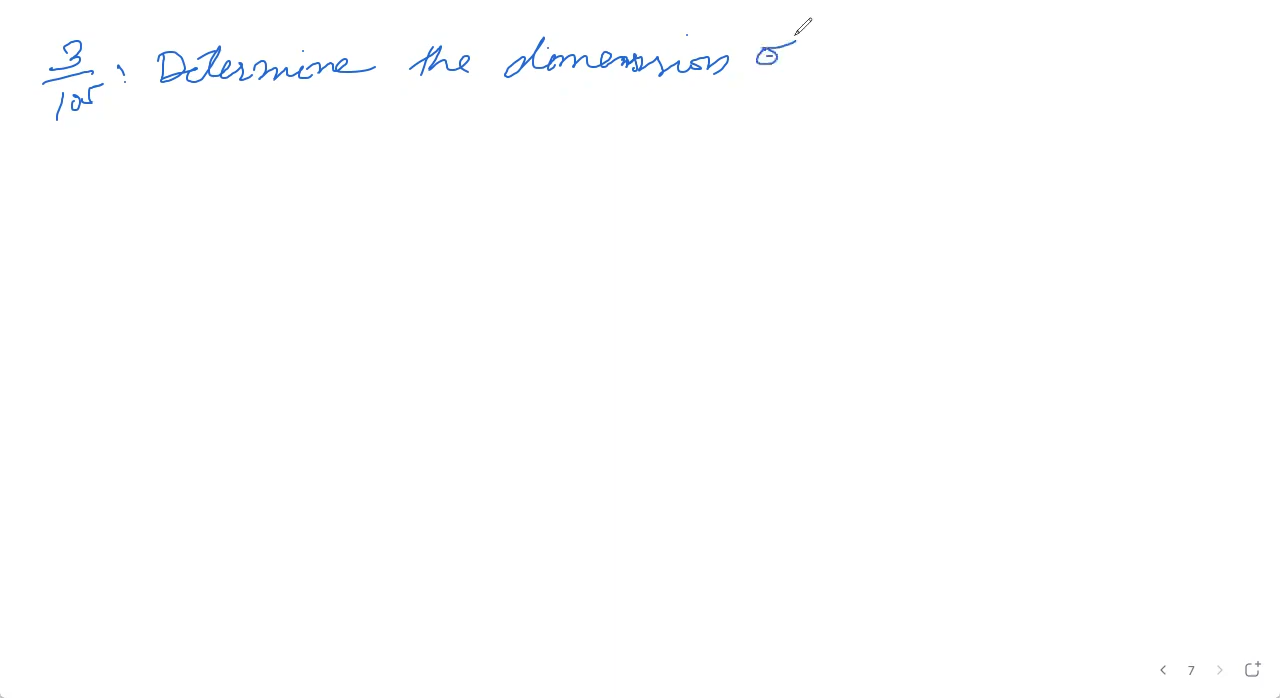 3/105: Determine the dimension o
7